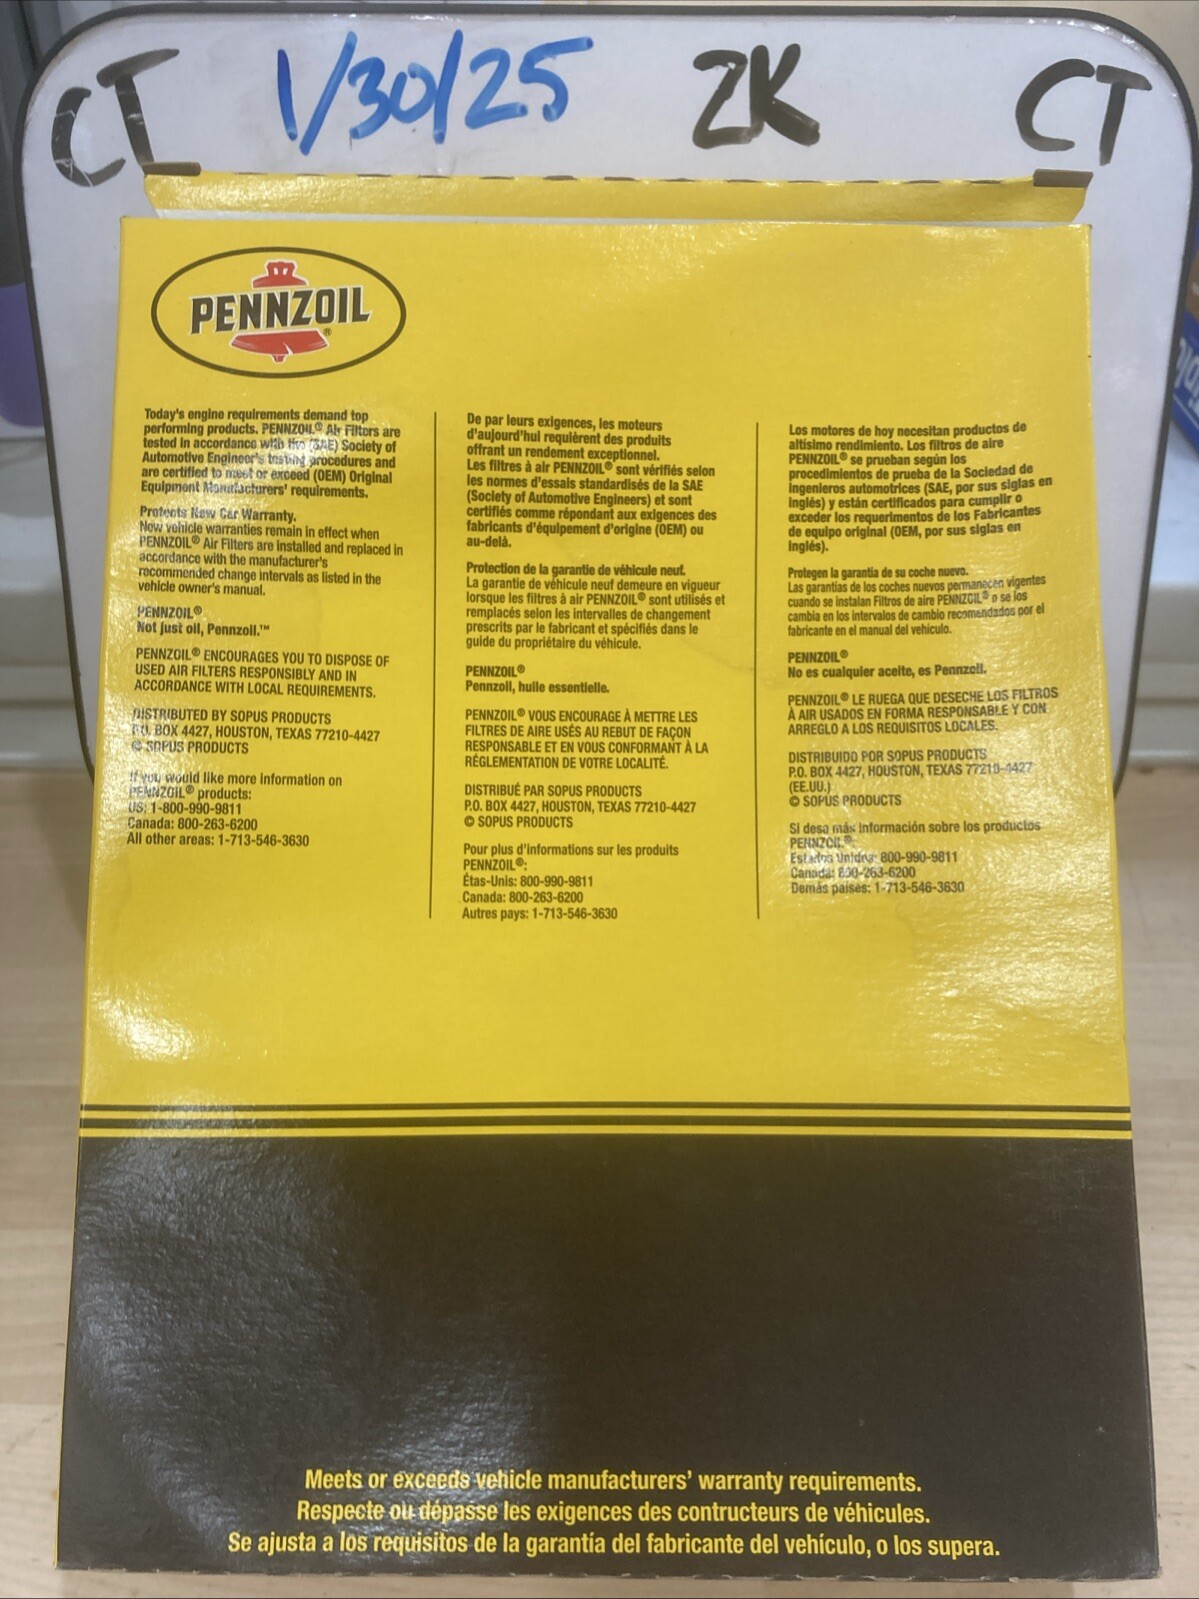 CT 1/30/25 ZK CT
PENNZOIL®
Today's engine requirements demand top
performing products. PENNZOIL® Air Filters are
tested in accordance with the (SAE) Society of
Automotive Engineer's testing procedures and
are certified to meet or exceed (OEM) Original
Equipment Manufacturers' requirements.
Protects New Car Warranty.
New vehicle warranties remain in effect when
PENNZOIL® Air Filters are installed and replaced in
accordance with the manufacturer's
recommended change intervals as listed in the
vehicle owner's manual.
PENNZOIL®
Not just oil, Pennzoil.™
PENNZOIL® ENCOURAGES YOU TO DISPOSE OF
USED AIR FILTERS RESPONSIBLY AND IN
ACCORDANCE WITH LOCAL REQUIREMENTS.
DISTRIBUTED BY SOPUS PRODUCTS
P.O. BOX 4427, HOUSTON, TEXAS 77210-4427
© SOPUS PRODUCTS
If you would like more information on
PENNZOIL® products:
US: 1-800-990-9811
Canada: 800-263-6200
All other areas: 1-713-546-3630
De par leurs exigences, les moteurs
d'aujourd'hui requièrent des produits
offrant un rendement exceptionnel.
Les filtres à air PENNZOIL® sont vérifiés selon
les normes d'essais standardisés de la SAE
(Society of Automotive Engineers) et sont
certifiés comme répondant aux exigences des
fabricants d'équipement d'origine (OEM) ou
au-delà.
Protection de la garantie de véhicule neuf.
La garantie de véhicule neuf demeure en vigueur
lorsque les filtres à air PENNZOIL® sont utilisés et
remplacés selon les intervalles de changement
prescrits par le fabricant et spécifiés dans le
guide du propriétaire du véhicule.
PENNZOIL®
Pennzoil, huile essentielle.
PENNZOIL® VOUS ENCOURAGE À METTRE LES
FILTRES DE AIRE USÉS AU REBUT DE FAÇON
RESPONSABLE ET EN VOUS CONFORMANT À LA
RÉGLEMENTATION DE VOTRE LOCALITÉ.
DISTRIBUÉ PAR SOPUS PRODUCTS
P.O. BOX 4427, HOUSTON, TEXAS 77210-4427
© SOPUS PRODUCTS
Pour plus d'informations sur les produits
PENNZOIL®:
Étas-Unis: 800-990-9811
Canada: 800-263-6200
Autres pays: 1-713-546-3630
Los motores de hoy necesitan productos de
altísimo rendimiento. Los filtros de aire
PENNZOIL® se prueban según los
procedimientos de prueba de la Sociedad de
ingenieros automotrices (SAE, por sus siglas en
inglés) y están certificados para cumplir o
exceder los requerimentos de los Fabricantes
de equipo original (OEM, por sus siglas en
inglés).
Protegen la garantía de su coche nuevo.
Las garantías de los coches nuevos permanecen vigentes
cuando se instalan Filtros de aire PENNZOIL® o se los
cambia en los intervalos de cambio recomendados por el
fabricante en el manual del vehículo.
PENNZOIL®
No es cualquier aceite, es Pennzoil.
PENNZOIL® LE RUEGA QUE DESECHE LOS FILTROS
À AIR USADOS EN FORMA RESPONSABLE Y CON
ARREGLO A LOS REQUISITOS LOCALES.
DISTRIBUIDO POR SOPUS PRODUCTS
P.O. BOX 4427, HOUSTON, TEXAS 77210-4427
(EE.UU.)
© SOPUS PRODUCTS
Si desa más información sobre los productos
PENNZOIL®:
Estados Unidos: 800-990-9811
Canadá: 800-263-6200
Demás países: 1-713-546-3630
Meets or exceeds vehicle manufacturers' warranty requirements.
Respecte ou dépasse les exigences des contructeurs de véhicules.
Se ajusta a los requisitos de la garantía del fabricante del vehículo, o los supera.